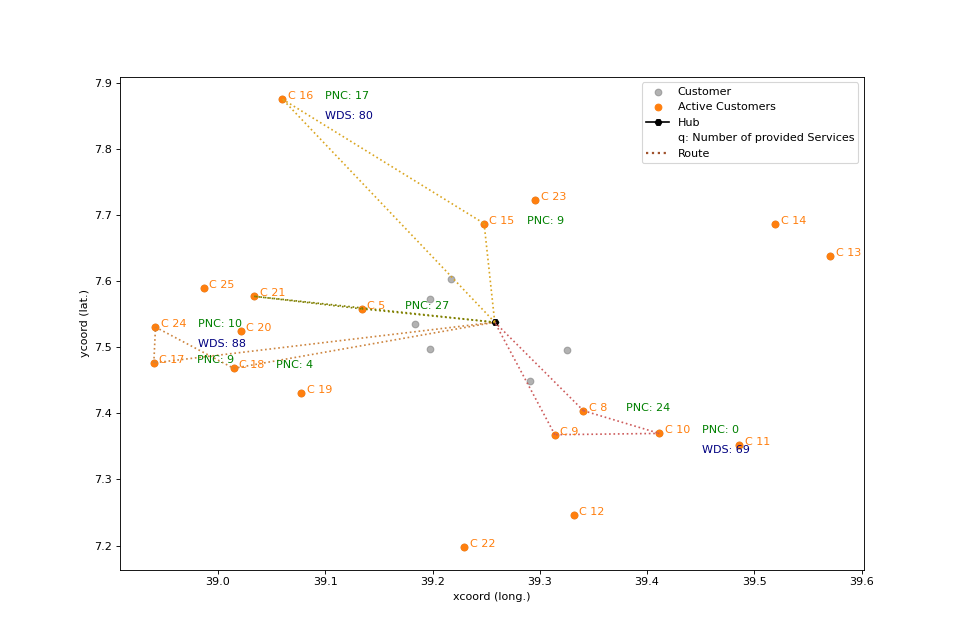 7.9
7.8
7.7
7.6
7.5
7.4
7.3
7.2
ycoord (lat.)
39.0
39.1
39.2
39.3
39.4
39.5
39.6
xcoord (long.)
Customer
Active Customers
Hub
q: Number of provided Services
Route
C 16 PNC: 17
WDS: 80
C 23
C 15 PNC: 9
C 14
C 13
C 25
C 21
C 5 PNC: 27
C 24 PNC: 10
C 20
WDS: 88
C 17 PNC: 9
C 18 PNC: 4
C 19
C 8 PNC: 24
C 9
C 10 PNC: 0
C 11
WDS: 69
C 12
C 22